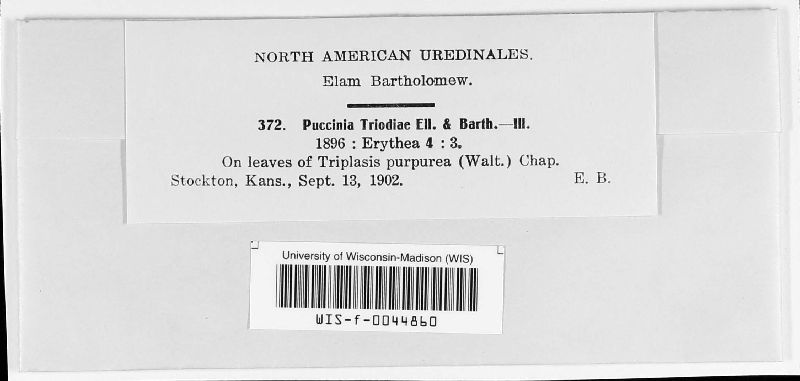 NORTH AMERICAN UREDINALES.
Elam Bartholomew.
372. Puccinia Triodiae Ell. & Barth.—III.
1896 : Erythea 4 : 3.
On leaves of Triplasis purpurea (Walt.) Chap.
Stockton, Kans., Sept. 13, 1902. E. B.
University of Wisconsin-Madison (WIS)
WIS-f-0044860